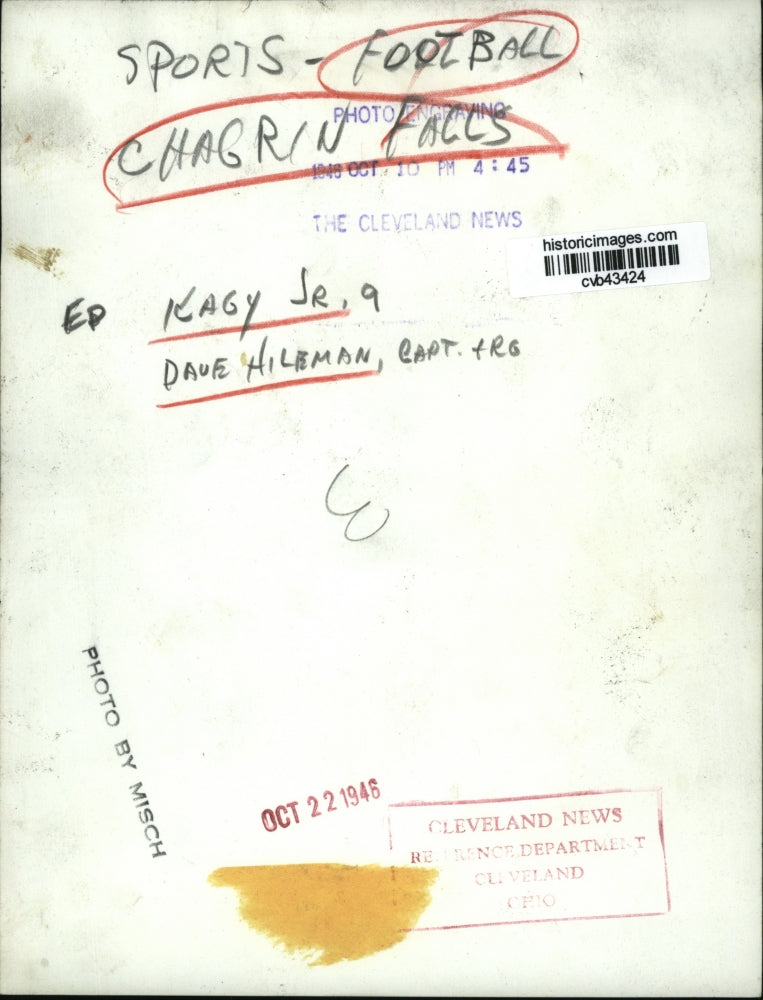 SPORTS - FOOTBALL
CHAGRIN FALLS
PHOTO ENGRAVING
1946 OCT 10 PM 4:45
THE CLEVELAND NEWS
historicimages.com
cvb43424
ED KAGY JR. q
DAVE HILEMAN, CAPT. + RG
PHOTO BY MISCH
OCT 22 1946
CLEVELAND NEWS
REFERENCE DEPARTMENT
CLEVELAND
OHIO